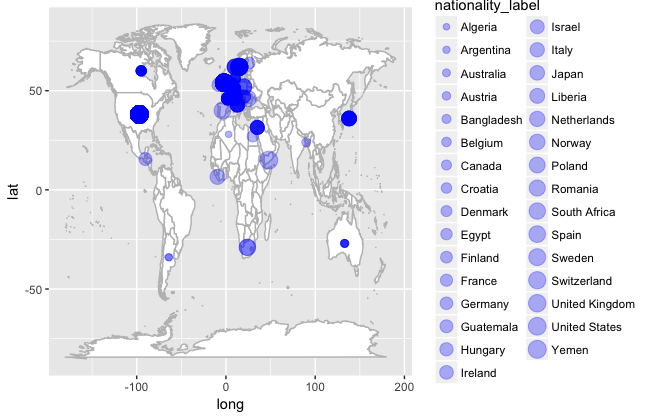 nationality_label
Algeria
Argentina
Australia
Austria
Bangladesh
Belgium
Canada
Croatia
Denmark
Egypt
Finland
France
Germany
Guatemala
Hungary
Ireland
Israel
Italy
Japan
Liberia
Netherlands
Norway
Poland
Romania
South Africa
Spain
Sweden
Switzerland
United Kingdom
United States
Yemen
lat
50
0
-50
-100
0
100
200
long